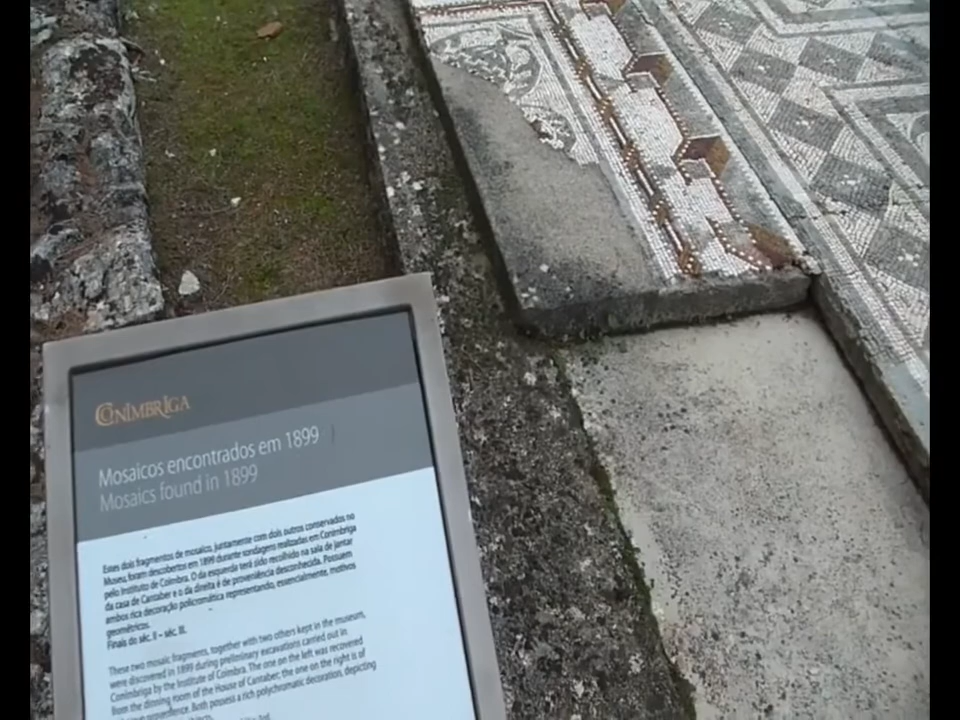 CONIMBRIGA
Mosaicos encontrados em 1899
Mosaics found in 1899
Estes dois fragmentos de mosaico, juntamente com dois outros conservados no
Museu, foram descobertos em 1899 durante sondagens realizadas em Conimbriga
pelo Instituto de Coimbra. O da esquerda terá sido recolhido na sala de jantar
da casa de Cantaber e o da direita é de proveniência desconhecida. Possuem
ambos rica decoração policromática representando, essencialmente, motivos
geométricos.
Finais do séc. II – séc. III.
These two mosaic fragments, together with two others kept in the museum,
were discovered in 1899 during preliminary excavations carried out in
Conimbriga by the Institute of Coimbra. The one on the left was recovered
from the dinning room of the House of Cantaber, the one on the right is of
unknown provenience. Both possess a rich polychromatic decoration, depicting